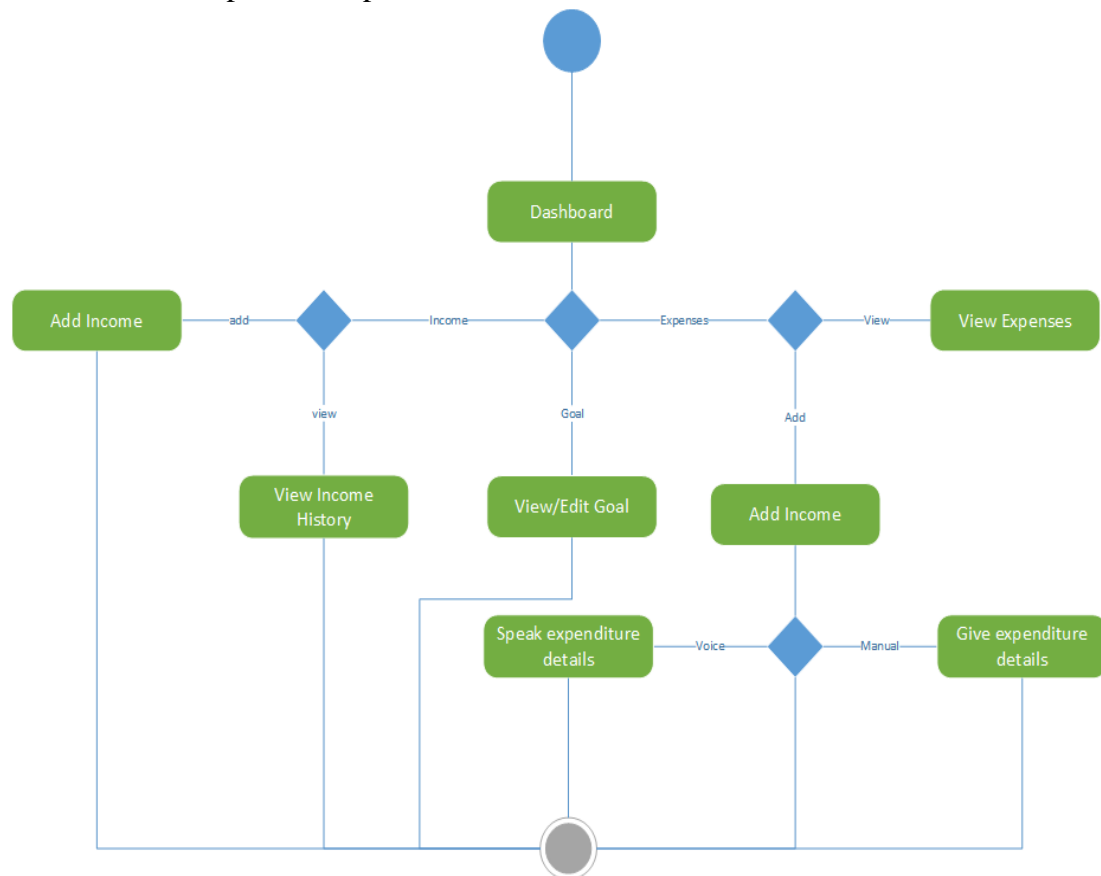 Dashboard
Add Income
add
Income
Expenses
View
View Expenses
view
Goal
Add
View Income
History
View/Edit Goal
Add Income
Speak expenditure
details
Voice
Manual
Give expenditure
details